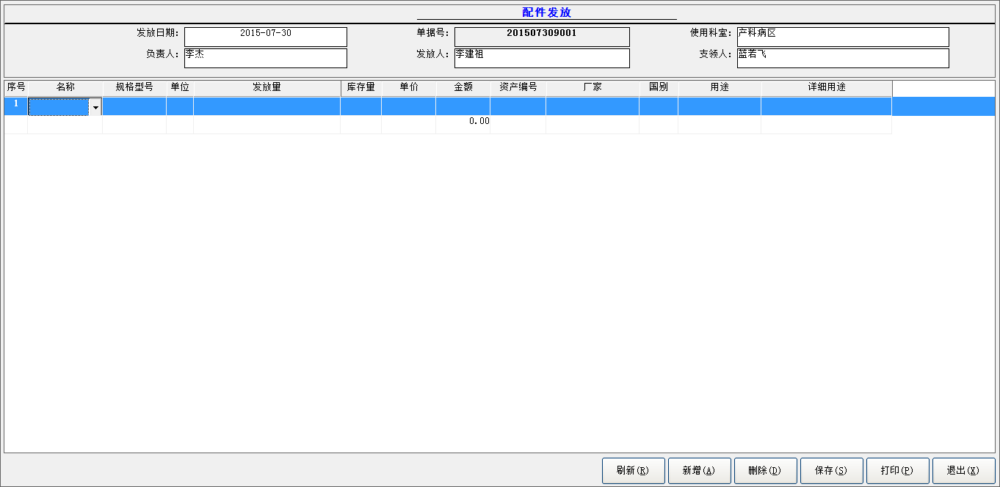 配件发放
发放日期: 2015-07-30 单据号: 201507309001 使用科室: 产科病区
负责人: 李杰 发放人: 李建祖 支领人: 蓝若飞
序号 名称 规格型号 单位 发放量 库存量 单价 金额 资产编号 厂家 国别 用途 详细用途
1
0.00
刷新(R) 新增(A) 删除(D) 保存(S) 打印(P) 退出(X)